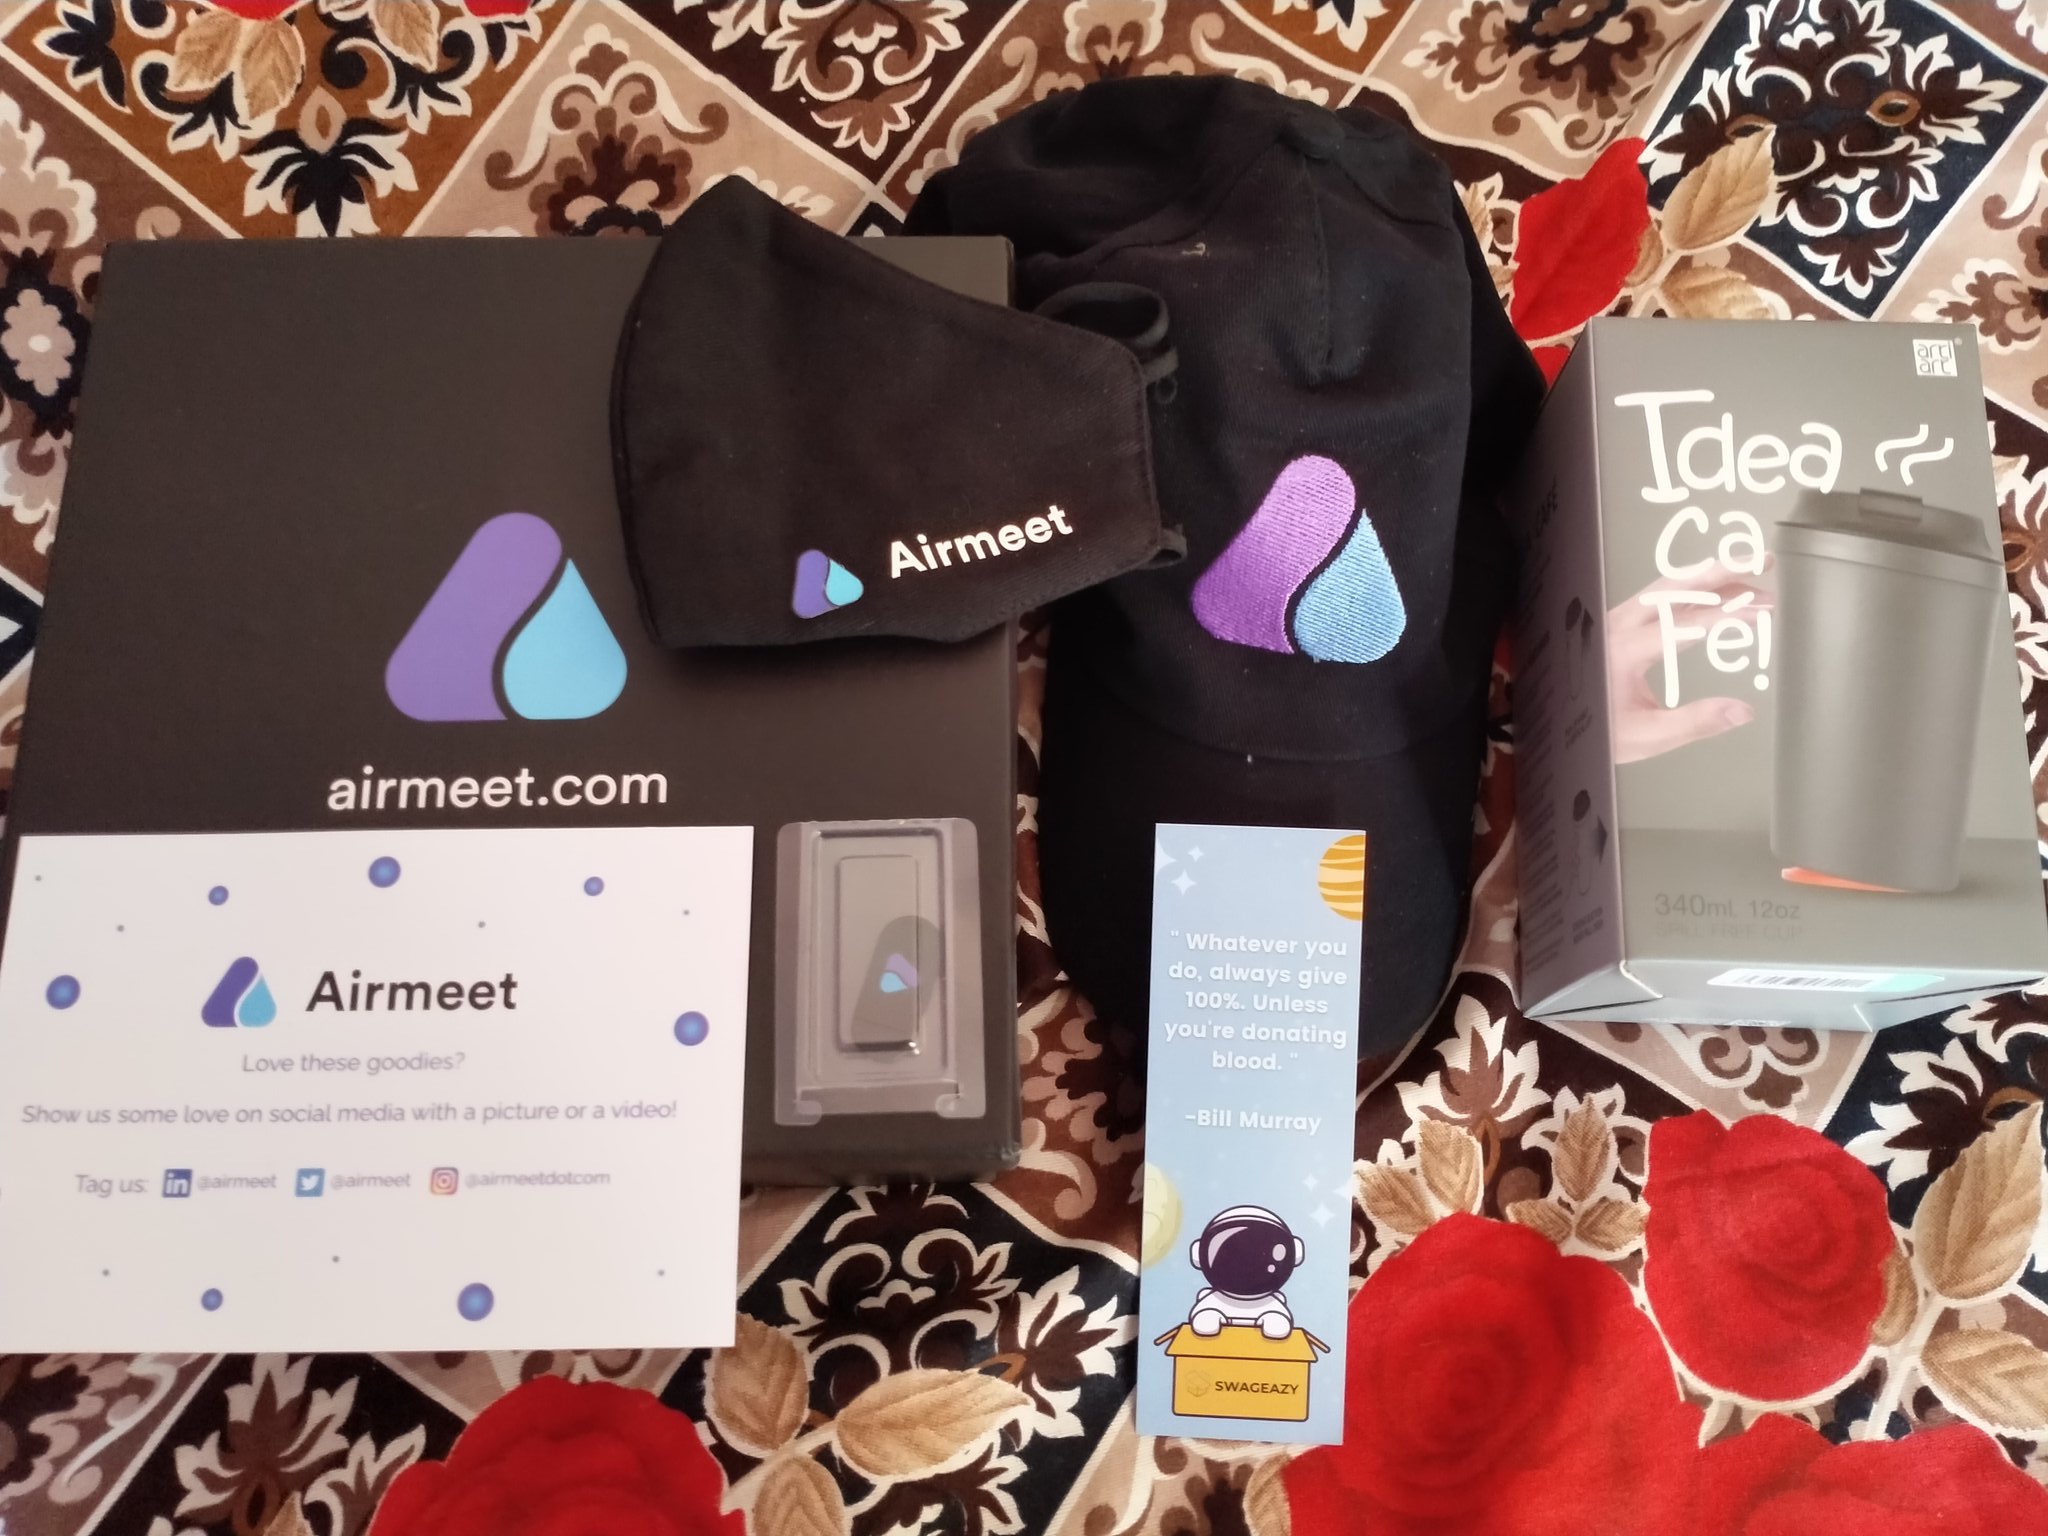 airmeet.com
Airmeet
Airmeet
Love these goodies?
Show us some love on social media with a picture or a video!
Tag us: @airmeet @airmeet @airmeetdotcom
" Whatever you
do, always give
100%. Unless
you're donating
blood. "
-Bill Murray
SWAGEAZY
arti
art
Idea
ca
Fé!
340ml. 12oz
SPILL FREE CUP